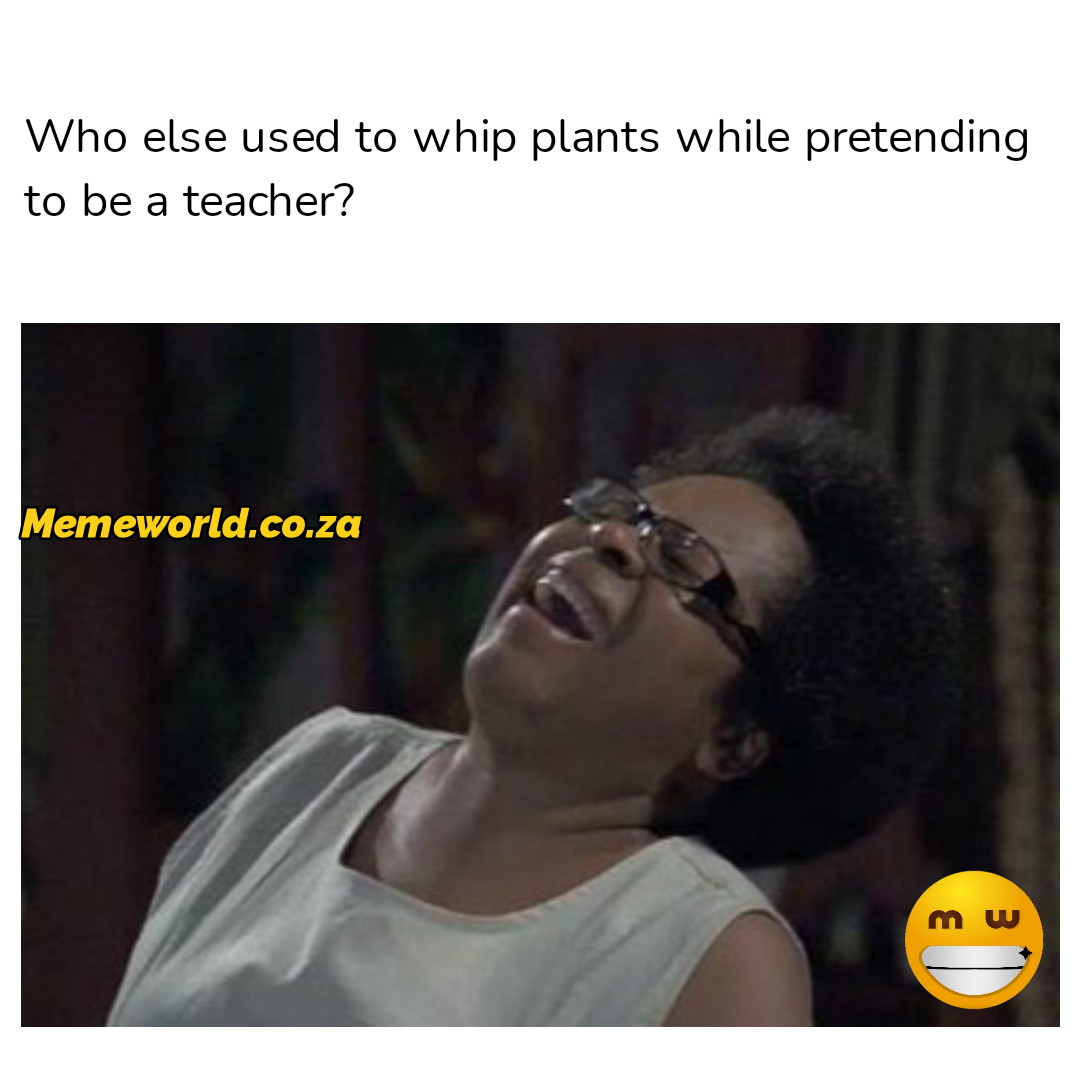 Who else used to whip plants while pretending
to be a teacher?
Memeworld.co.za
m w